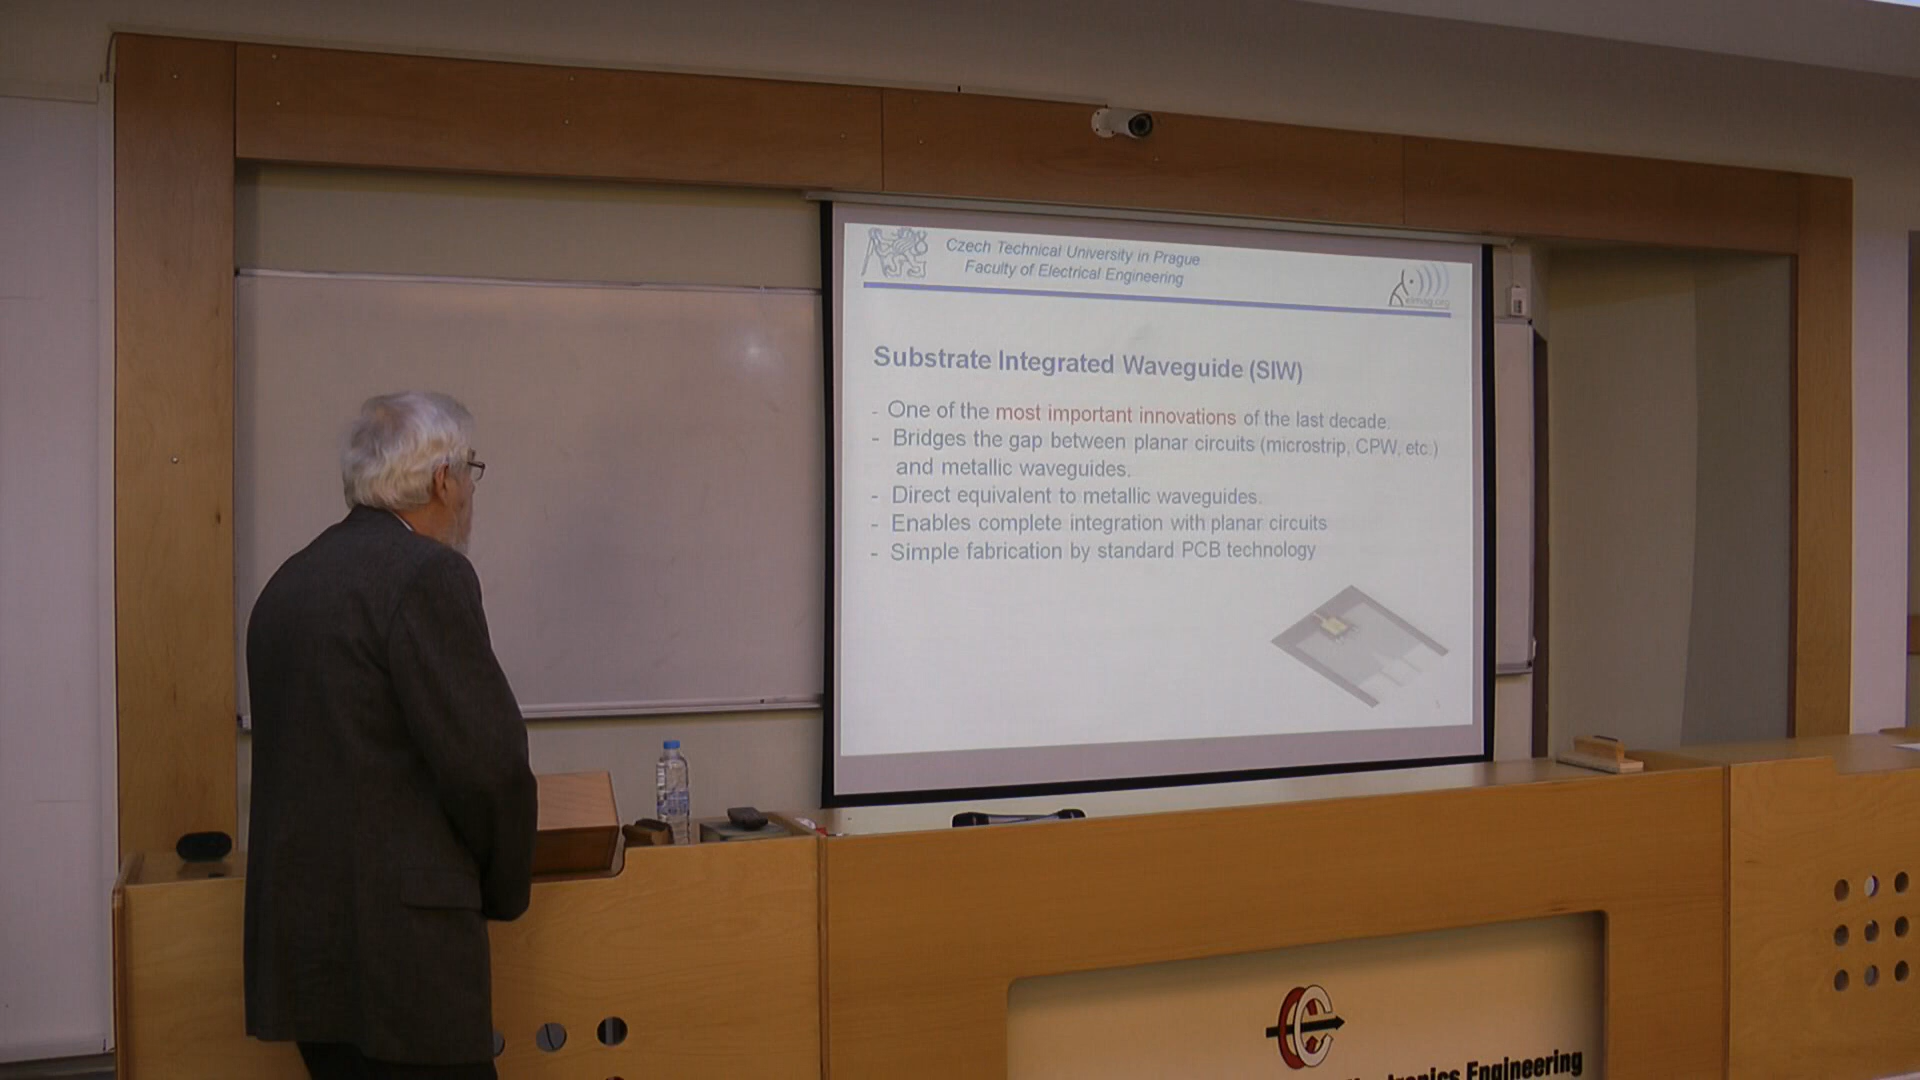 Czech Technical University in Prague
Faculty of Electrical Engineering
elmag.org
Substrate Integrated Waveguide (SIW)
- One of the most important innovations of the last decade.
- Bridges the gap between planar circuits (microstrip, CPW, etc.)
and metallic waveguides.
- Direct equivalent to metallic waveguides.
- Enables complete integration with planar circuits
- Simple fabrication by standard PCB technology
Engineering